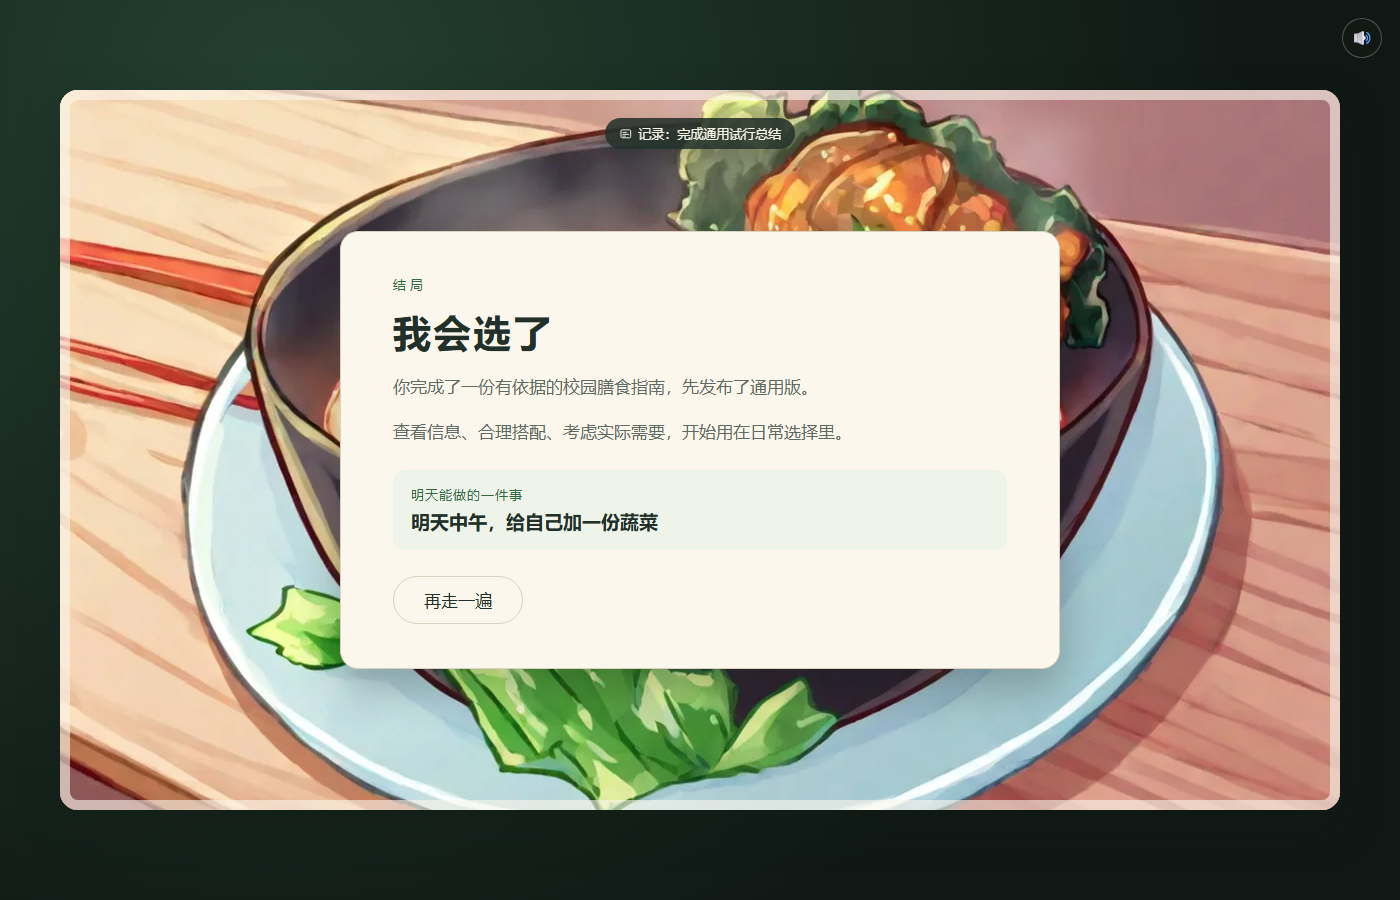 记录：完成通用试行总结
结局
我会选了
你完成了一份有依据的校园膳食指南，先发布了通用版。
查看信息、合理搭配、考虑实际需要，开始用在日常选择里。
明天能做的一件事
明天中午，给自己加一份蔬菜
再走一遍